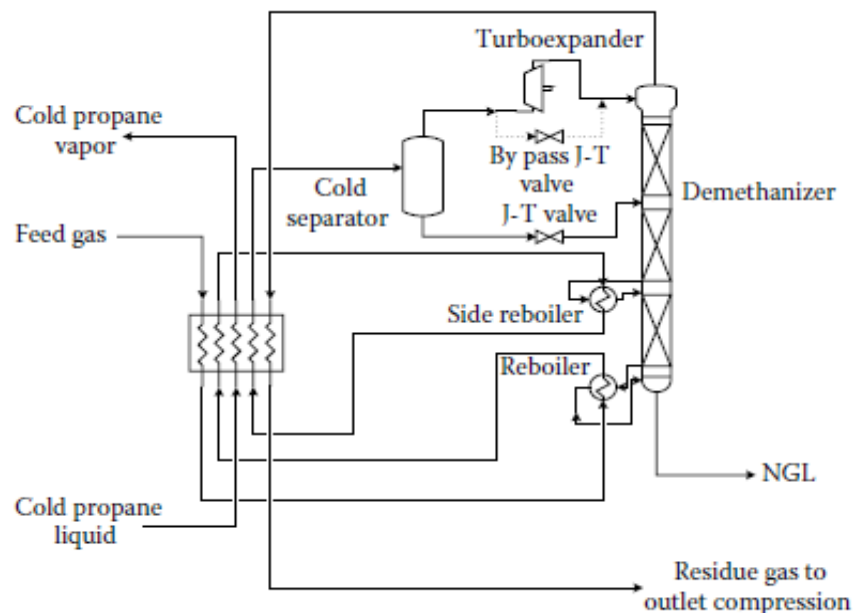 Turboexpander
Cold propane
vapor
By pass J-T
valve
Cold
separator
J-T valve
Demethanizer
Feed gas
Side reboiler
Reboiler
NGL
Cold propane
liquid
Residue gas to
outlet compression